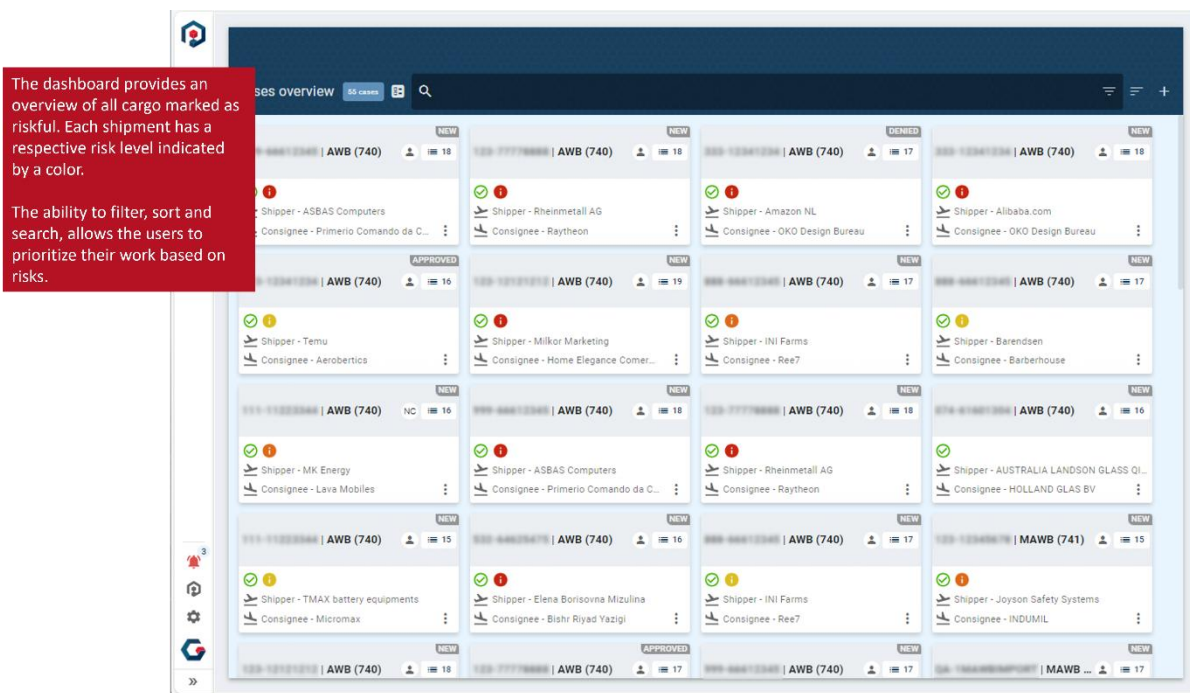 The dashboard provides an
overview of all cargo marked as
riskful. Each shipment has a
respective risk level indicated
by a color.
The ability to filter, sort and
search, allows the users to
prioritize their work based on
risks.
ses overview 55 cases
NEW NEW DENIED NEW
| AWB (740) 18 | AWB (740) 18 | AWB (740) 17 | AWB (740) 18
Shipper - ASBAS Computers Shipper - Rheinmetall AG Shipper - Amazon NL Shipper - Alibaba.com
Consignee - Primerio Comando da C... Consignee - Raytheon Consignee - OKO Design Bureau Consignee - OKO Design Bureau
APPROVED NEW NEW NEW
| AWB (740) 16 | AWB (740) 19 | AWB (740) 17 | AWB (740) 17
Shipper - Temu Shipper - Milkor Marketing Shipper - INI Farms Shipper - Barendsen
Consignee - Aerobertics Consignee - Home Elegance Comer... Consignee - Ree7 Consignee - Barberhouse
NEW NEW NEW NEW
| AWB (740) NC 16 | AWB (740) 18 | AWB (740) 18 | AWB (740) 16
Shipper - MK Energy Shipper - ASBAS Computers Shipper - Rheinmetall AG Shipper - AUSTRALIA LANDSON GLASS QI...
Consignee - Lava Mobiles Consignee - Primerio Comando da C... Consignee - Raytheon Consignee - HOLLAND GLAS BV
NEW NEW NEW NEW
| AWB (740) 15 | AWB (740) 16 | AWB (740) 17 | MAWB (741) 15
3
Shipper - TMAX battery equipments Shipper - Elena Borisovna Mizulina Shipper - INI Farms Shipper - Joyson Safety Systems
Consignee - Micromax Consignee - Bishr Riyad Yazigi Consignee - Ree7 Consignee - INDUMIL
NEW APPROVED NEW NEW
| AWB (740) 18 | AWB (740) 17 | AWB (740) 17 | MAWB ... 17